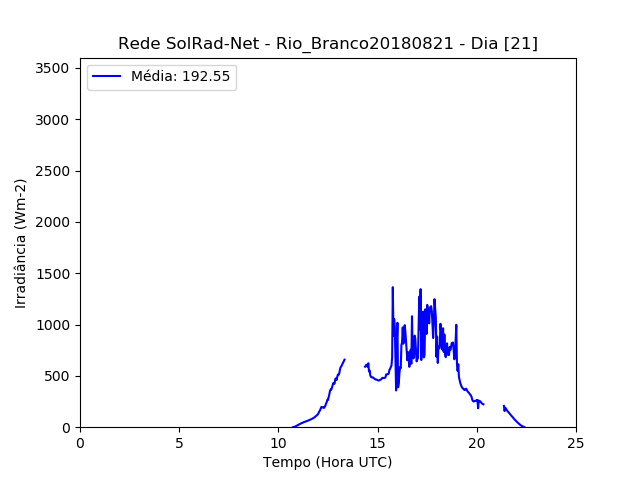 Rede SolRad-Net - Rio_Branco20180821 - Dia [21]
Média: 192.55
3500
3000
2500
2000
1500
1000
500
0
Irradiância (Wm-2)
0 5 10 15 20 25
Tempo (Hora UTC)